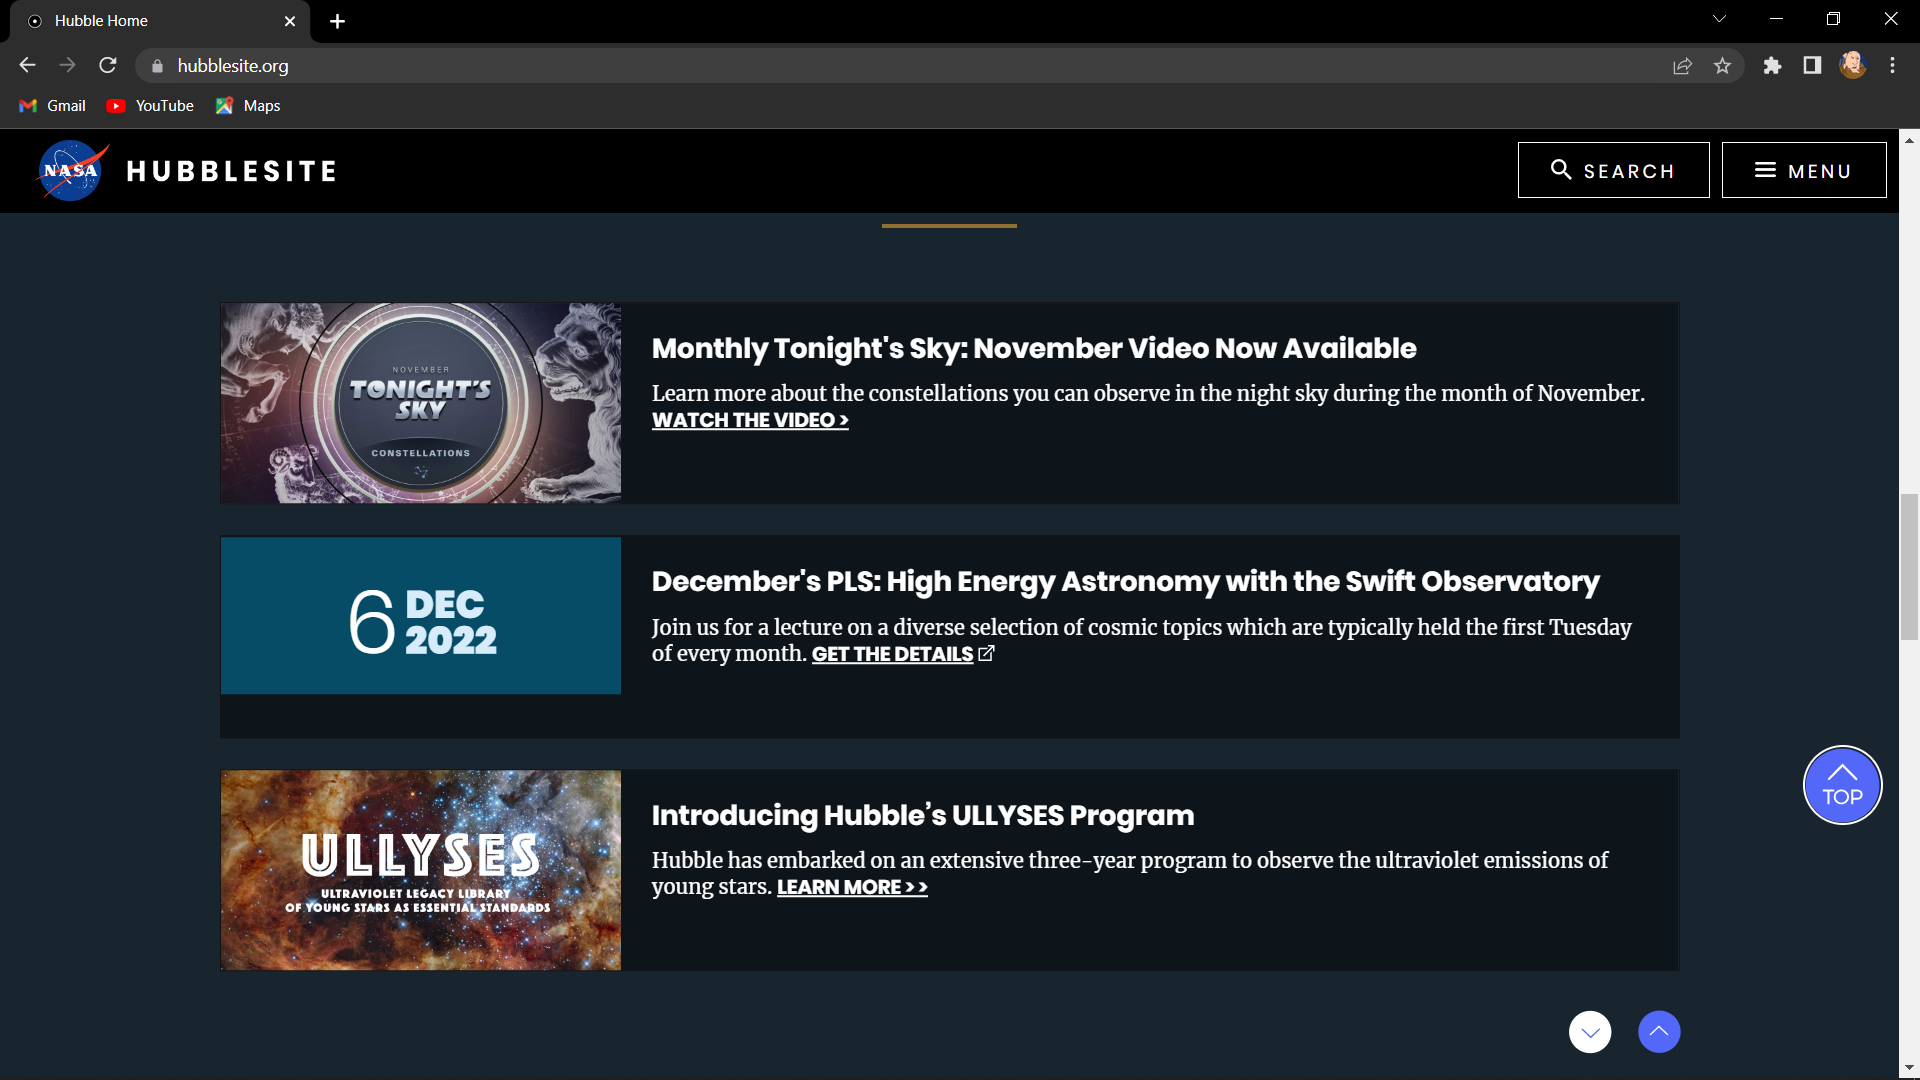 Hubble Home
hubblesite.org
Gmail YouTube Maps
NASA HUBBLESITE SEARCH MENU
NOVEMBER
TONIGHT'S
SKY
CONSTELLATIONS
Monthly Tonight's Sky: November Video Now Available
Learn more about the constellations you can observe in the night sky during the month of November.
WATCH THE VIDEO >
6 DEC
2022
December's PLS: High Energy Astronomy with the Swift Observatory
Join us for a lecture on a diverse selection of cosmic topics which are typically held the first Tuesday
of every month. GET THE DETAILS
ULLYSES
ULTRAVIOLET LEGACY LIBRARY
OF YOUNG STARS AS ESSENTIAL STANDARDS
Introducing Hubble’s ULLYSES Program
Hubble has embarked on an extensive three-year program to observe the ultraviolet emissions of
young stars. LEARN MORE >>
TOP